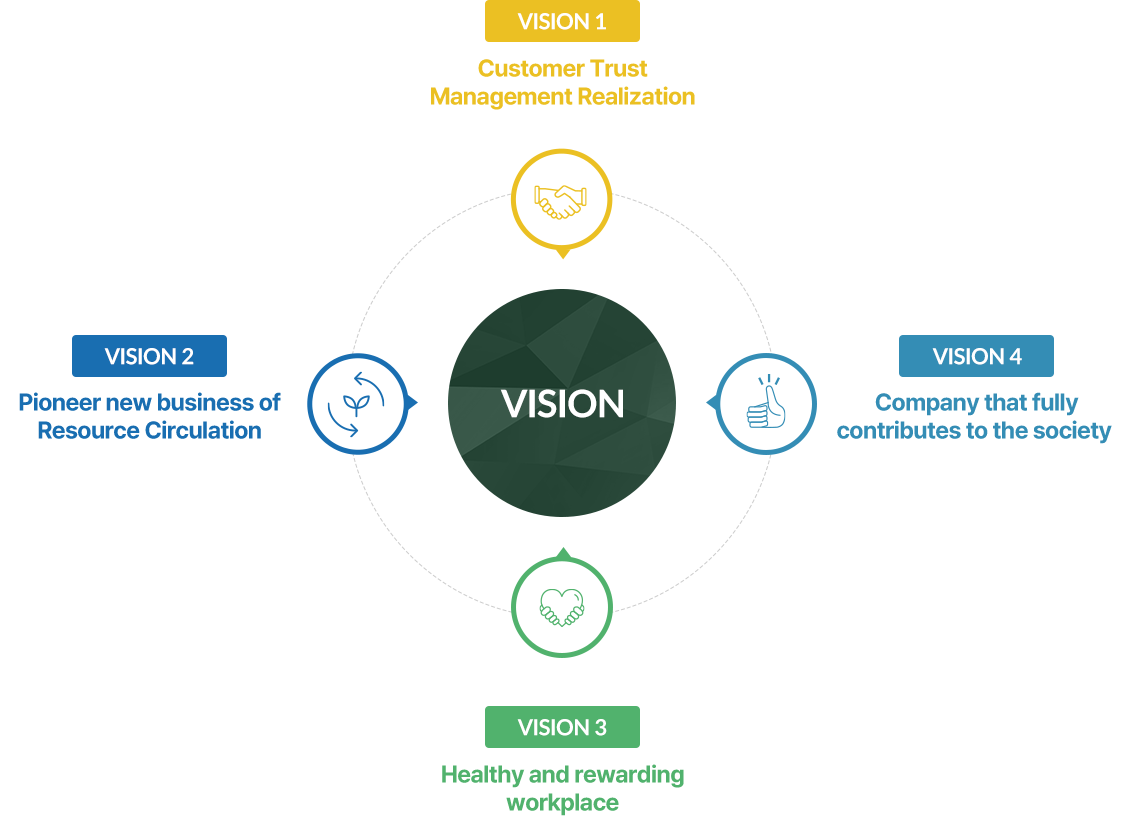 VISION 1
Customer Trust
Management Realization
VISION 2
Pioneer new business of
Resource Circulation
VISION
VISION 4
Company that fully
contributes to the society
VISION 3
Healthy and rewarding
workplace